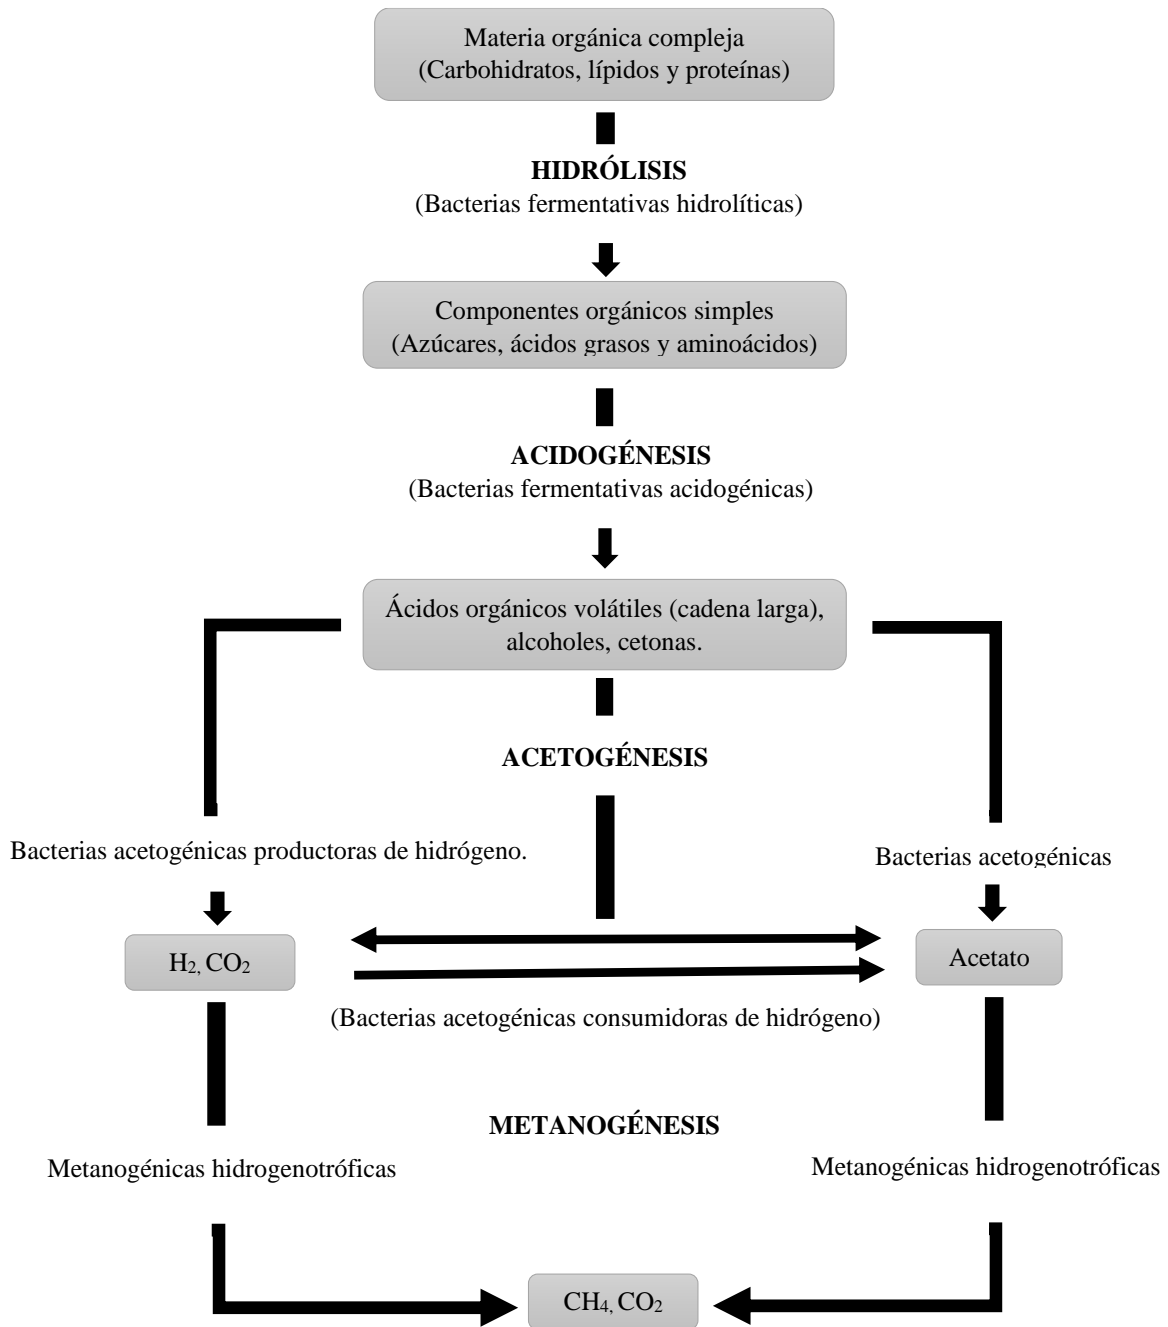 Materia orgánica compleja
(Carbohidratos, lípidos y proteínas)
HIDRÓLISIS
(Bacterias fermentativas hidrolíticas)
Componentes orgánicos simples
(Azúcares, ácidos grasos y aminoácidos)
ACIDOGÉNESIS
(Bacterias fermentativas acidogénicas)
Ácidos orgánicos volátiles (cadena larga),
alcoholes, cetonas.
ACETOGÉNESIS
Bacterias acetogénicas productoras de hidrógeno.
Bacterias acetogénicas
H₂, CO₂
Acetato
(Bacterias acetogénicas consumidoras de hidrógeno)
METANOGÉNESIS
Metanogénicas hidrogenotróficas
Metanogénicas hidrogenotróficas
CH₄, CO₂